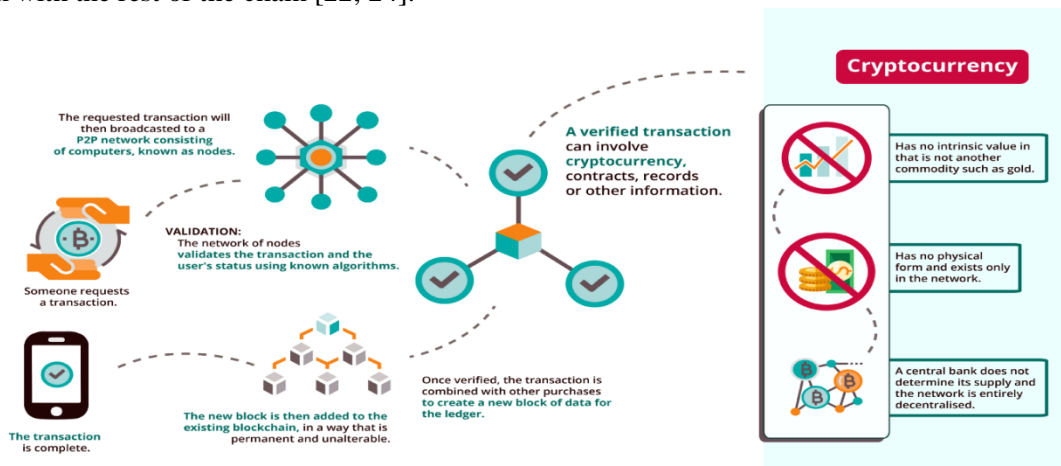 with the rest of the chain [22, 24].
The requested transaction will
then broadcasted to a
P2P network consisting
of computers, known as nodes.
Someone requests
a transaction.
VALIDATION:
The network of nodes
validates the transaction and the
user's status using known algorithms.
A verified transaction
can involve
cryptocurrency,
contracts, records
or other information.
Once verified, the transaction is
combined with other purchases
to create a new block of data for
the ledger.
The new block is then added to the
existing blockchain, in a way that is
permanent and unalterable.
The transaction
is complete.
Cryptocurrency
Has no intrinsic value in
that is not another
commodity such as gold.
Has no physical
form and exists only
in the network.
A central bank does not
determine its supply and
the network is entirely
decentralised.